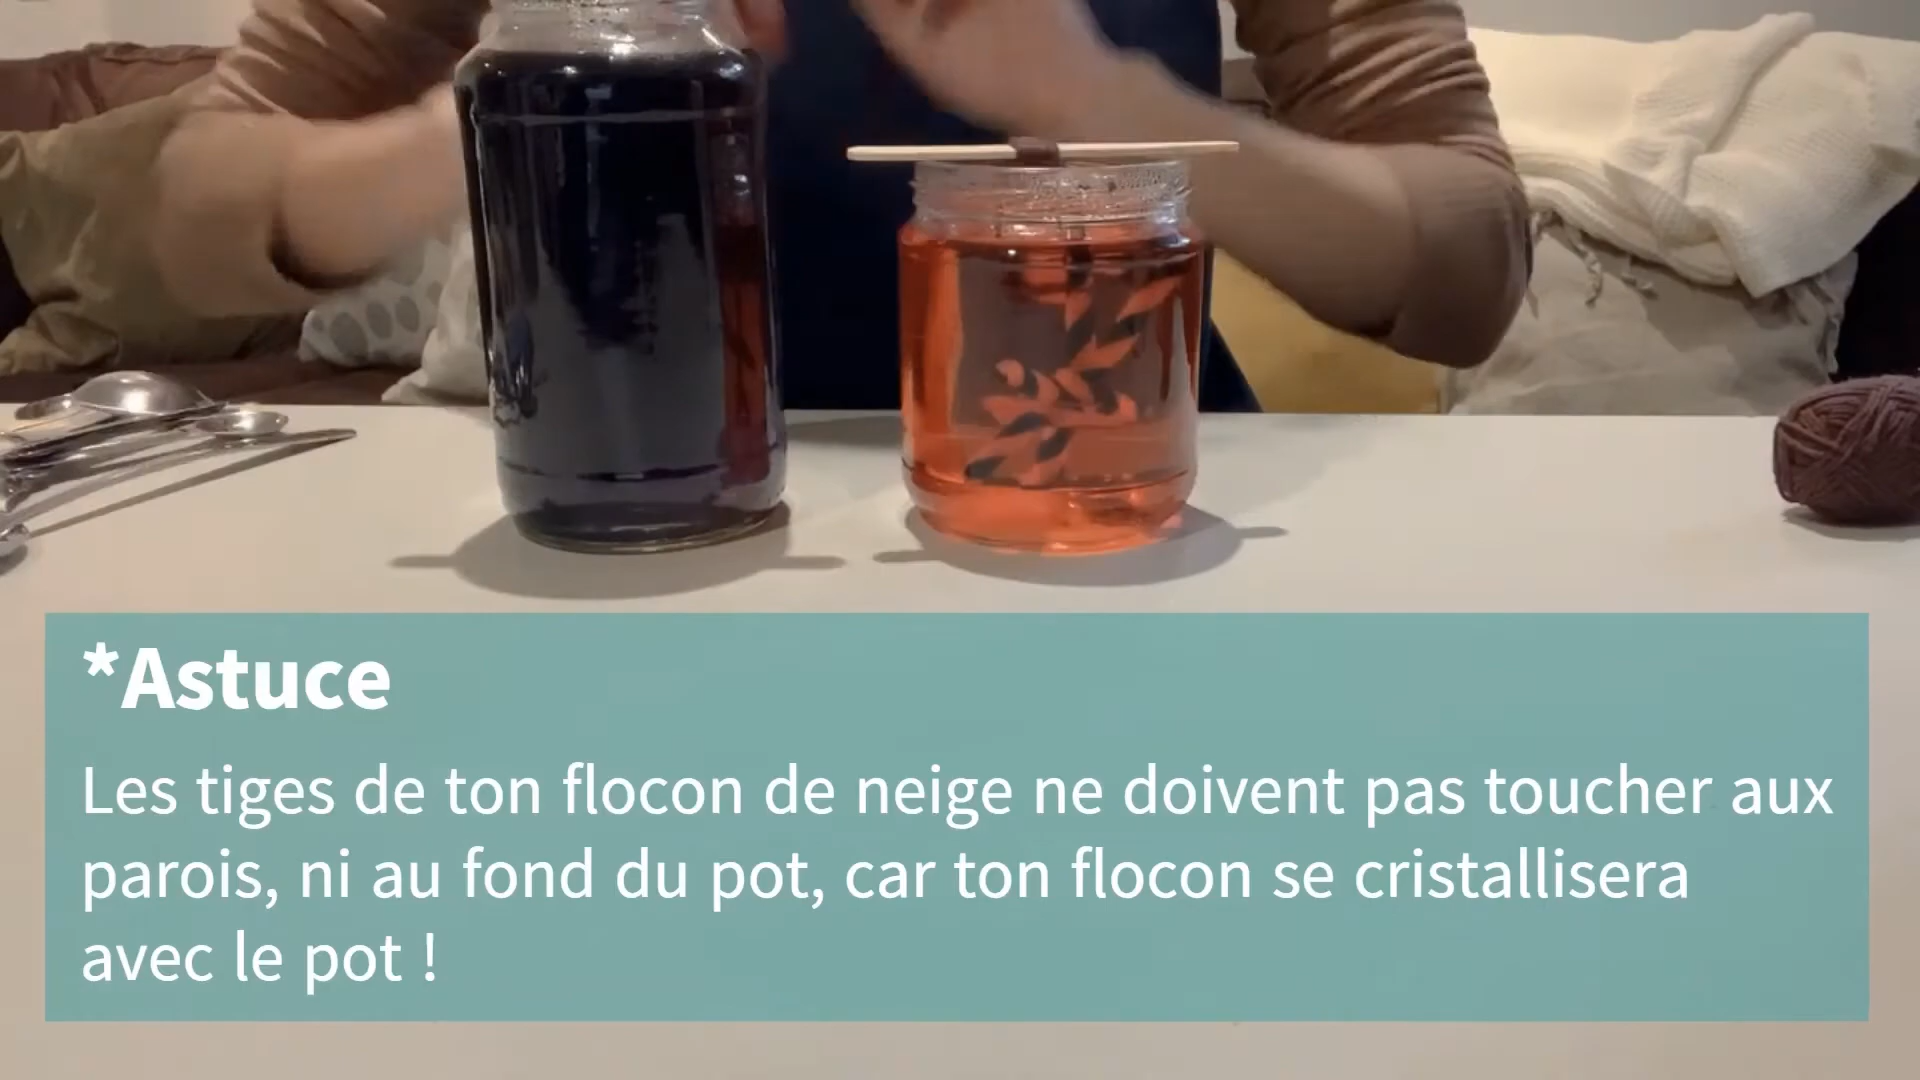 *Astuce
Les tiges de ton flocon de neige ne doivent pas toucher aux
parois, ni au fond du pot, car ton flocon se cristallisera
avec le pot !